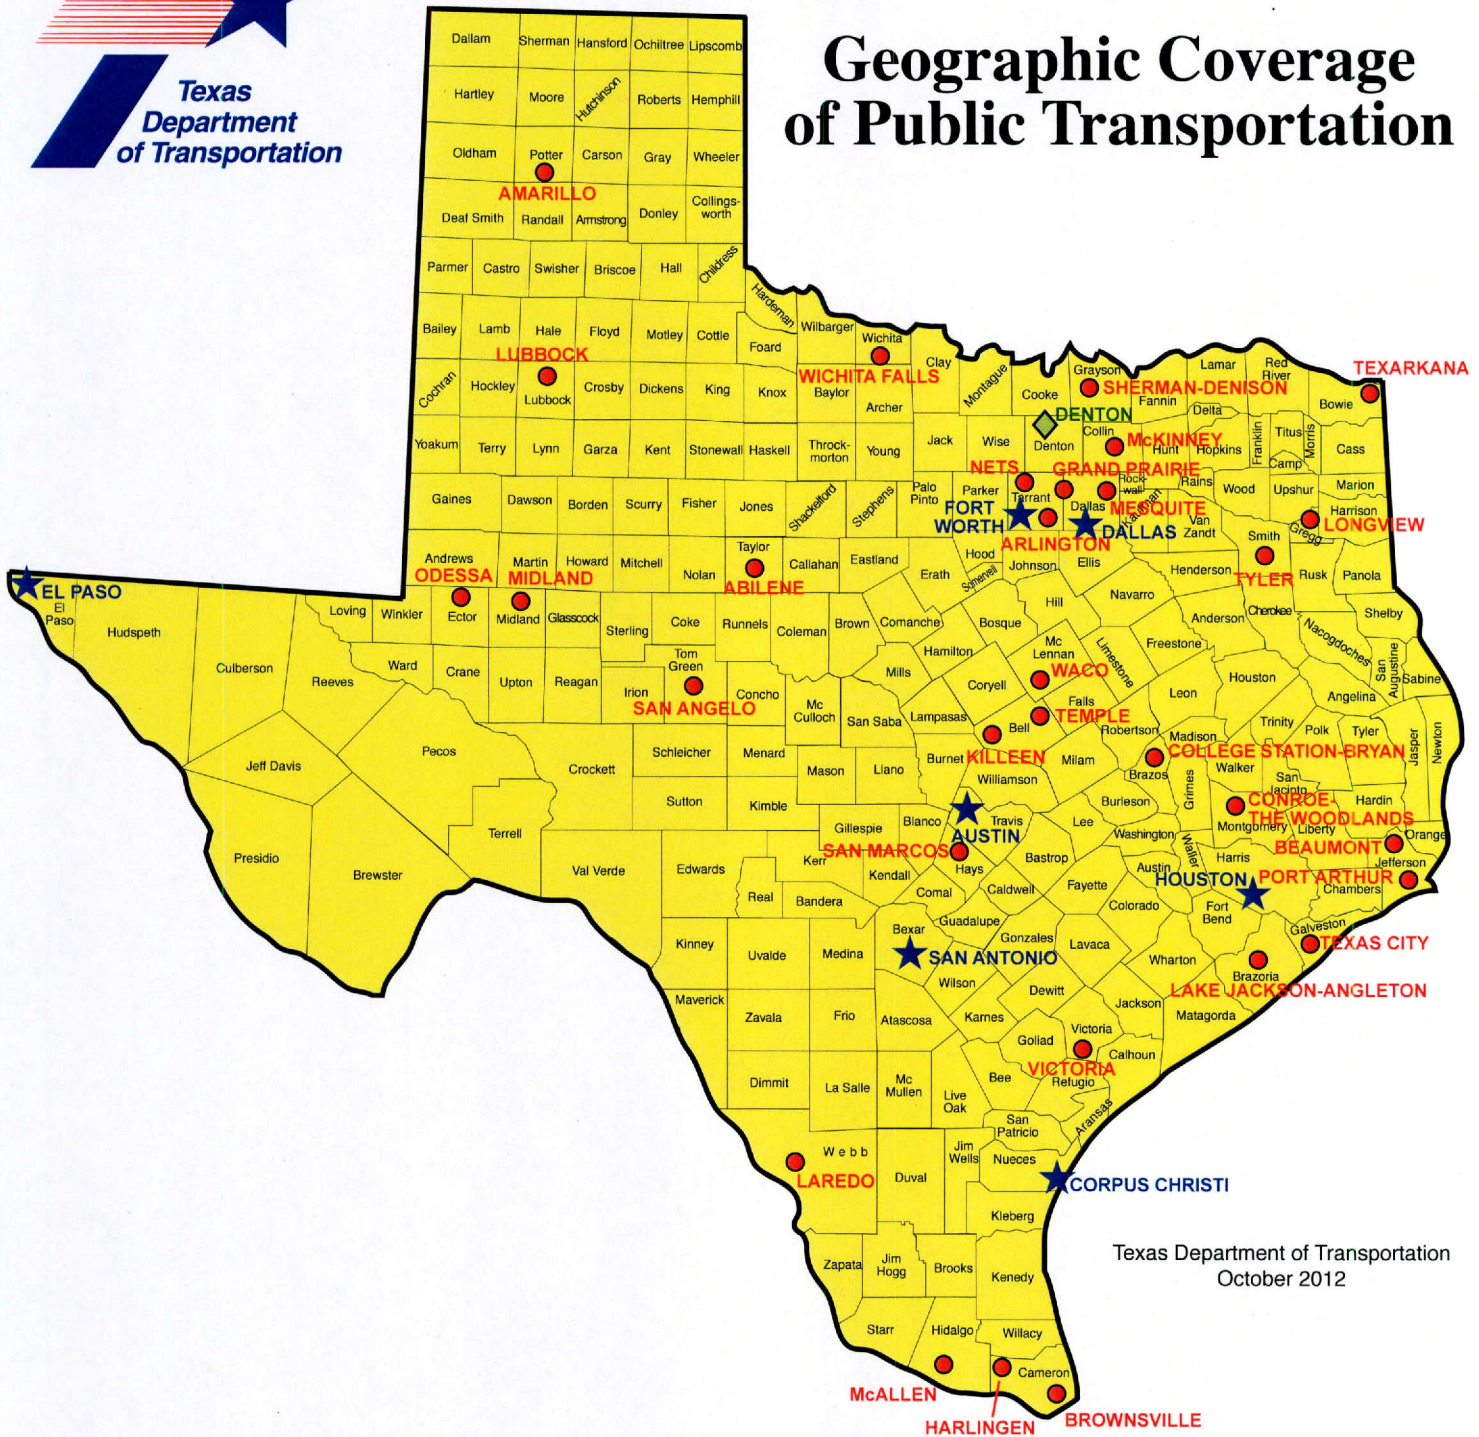 Texas
Department
of Transportation
Geographic Coverage
of Public Transportation
Dallam
Sherman
Hansford
Ochiltree
Lipscomb
Hartley
Moore
Hutchinson
Roberts
Hemphill
Oldham
Potter
Carson
Gray
Wheeler
AMARILLO
Deaf Smith
Randall
Armstrong
Donley
Collings-
worth
Parmer
Castro
Swisher
Briscoe
Hall
Childress
Hardeman
Bailey
Lamb
Hale
Floyd
Motley
Cottle
Foard
Wilbarger
Wichita
LUBBOCK
WICHITA FALLS
Clay
Montague
Cooke
Grayson
SHERMAN-DENISON
Fannin
Lamar
Red
River
TEXARKANA
Bowie
Cochran
Hockley
Lubbock
Crosby
Dickens
King
Knox
Baylor
Archer
DENTON
Delta
Yoakum
Terry
Lynn
Garza
Kent
Stonewall
Haskell
Throck-
morton
Young
Jack
Wise
Denton
Collin
McKINNEY
Hunt
Hopkins
Franklin
Titus
Morris
Camp
Cass
NETS
GRAND PRAIRIE
Gaines
Dawson
Borden
Scurry
Fisher
Jones
Shackelford
Stephens
Palo
Pinto
Parker
Tarrant
Dallas
Rock-
wall
Kaufman
Rains
Wood
Upshur
Marion
Harrison
FORT
WORTH
MESQUITE
DALLAS
ARLINGTON
Van
Zandt
Gregg
LONGVIEW
Smith
TYLER
Andrews
Martin
Howard
Mitchell
Nolan
Taylor
Callahan
Eastland
Erath
Hood
Somervell
Johnson
Ellis
Henderson
Rusk
Panola
ODESSA
MIDLAND
ABILENE
EL PASO
El
Paso
Hudspeth
Culberson
Loving
Winkler
Ector
Midland
Glasscock
Sterling
Coke
Runnels
Coleman
Brown
Comanche
Bosque
Hill
Navarro
Anderson
Cherokee
Nacogdoches
Shelby
Reeves
Ward
Crane
Upton
Reagan
Irion
Tom
Green
Concho
SAN ANGELO
Mc
Culloch
San Saba
Mills
Hamilton
Coryell
Mc
Lennan
WACO
Limestone
Freestone
Leon
Houston
Angelina
San
Augustine
Sabine
Lampasas
Bell
Falls
TEMPLE
KILLEEN
Robertson
Madison
Trinity
Polk
Tyler
Jasper
Newton
Jeff Davis
Pecos
Crockett
Schleicher
Menard
Mason
Llano
Burnet
Williamson
Milam
COLLEGE STATION-BRYAN
Brazos
Grimes
Walker
San
Jacinto
Hardin
Presidio
Brewster
Terrell
Val Verde
Sutton
Kimble
Gillespie
Blanco
Travis
Lee
Burleson
Washington
CONROE-
THE WOODLANDS
Montgomery
Liberty
Orange
AUSTIN
BEAUMONT
SAN MARCOS
Edwards
Kerr
Kendall
Hays
Bastrop
Austin
Waller
Harris
Jefferson
Real
Bandera
Comal
Caldwell
Fayette
Colorado
HOUSTON
PORT ARTHUR
Chambers
Fort
Bend
Kinney
Uvalde
Medina
Bexar
Guadalupe
Gonzales
Lavaca
Wharton
Galveston
TEXAS CITY
SAN ANTONIO
Brazoria
LAKE JACKSON-ANGLETON
Maverick
Zavala
Frio
Atascosa
Wilson
Karnes
Dewitt
Jackson
Matagorda
Goliad
Victoria
VICTORIA
Calhoun
Dimmit
La Salle
Mc
Mullen
Live
Oak
Bee
Refugio
San
Patricio
Aransas
Webb
LAREDO
Duval
Jim
Wells
Nueces
CORPUS CHRISTI
Kleberg
Zapata
Jim
Hogg
Brooks
Kenedy
Texas Department of Transportation
October 2012
Starr
Hidalgo
Willacy
Cameron
McALLEN
HARLINGEN
BROWNSVILLE